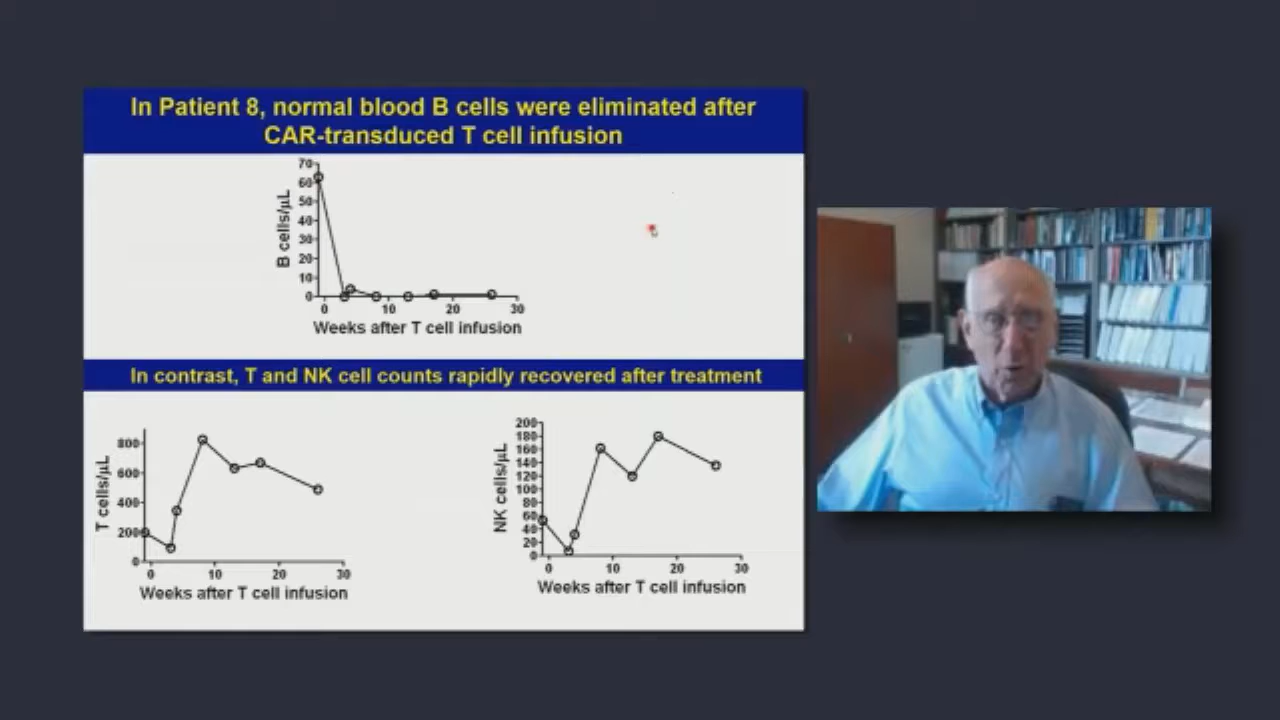 In Patient 8, normal blood B cells were eliminated after
CAR-transduced T cell infusion
70
60
50
40
30
20
10
0
B cells/µL
0 10 20 30
Weeks after T cell infusion
In contrast, T and NK cell counts rapidly recovered after treatment
800
600
400
200
0
T cells/µL
0 10 20 30
Weeks after T cell infusion
200
180
160
140
120
100
80
60
40
20
0
NK cells/µL
0 10 20 30
Weeks after T cell infusion